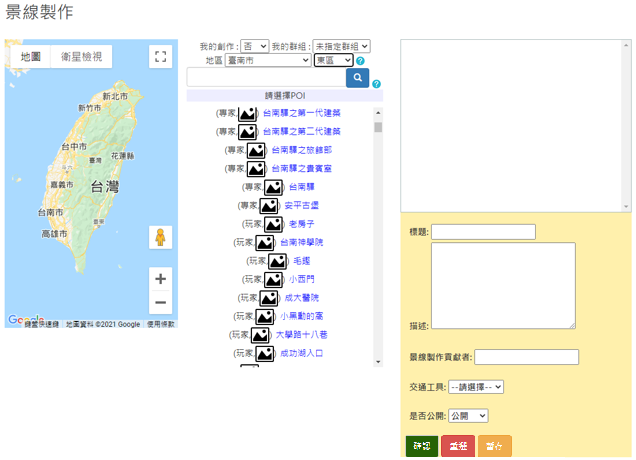 景線製作
地圖 衛星檢視
新北市
新竹市
台中市
臺灣
花蓮縣
嘉義縣
台灣
台南市
高雄市
Google
鍵盤快速鍵 地圖資料 ©2021 Google 使用條款
我的創作 : 否 我的群組 : 未指定群組
地區 臺南市 東區
請選擇POI
(專家, ) 台南驛之第一代建築
(專家, ) 台南驛之第二代建築
(專家, ) 台南驛之旅館部
(專家, ) 台南驛之貴賓室
(專家, ) 台南驛
(專家, ) 安平古堡
(玩家, ) 老房子
(玩家, ) 台南神學院
(玩家, ) 毛趣
(玩家, ) 小西門
(玩家, ) 成大醫院
(玩家, ) 小黑動的窩
(玩家, ) 大學路十八巷
(玩家, ) 成功湖入口
標題:
描述:
景線製作貢獻者:
交通工具: --請選擇--
是否公開: 公開
確認 重選 暫存